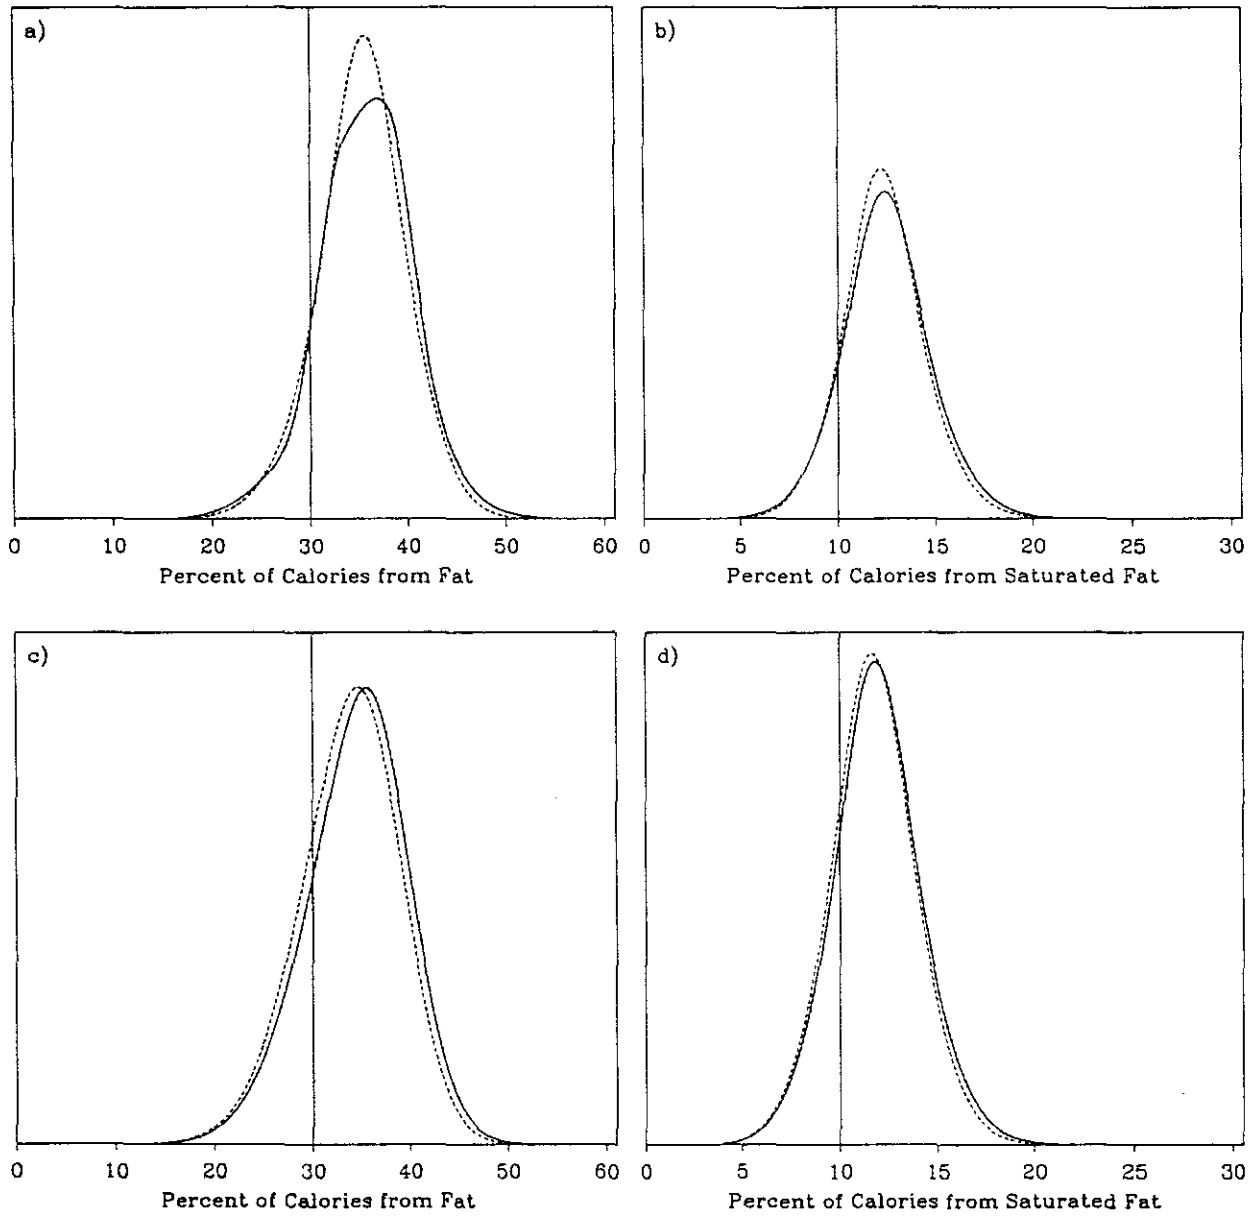 a)
b)
0 10 20 30 40 50 60
0 5 10 15 20 25 30
Percent of Calories from Fat
Percent of Calories from Saturated Fat
c)
d)
0 10 20 30 40 50 60
0 5 10 15 20 25 30
Percent of Calories from Fat
Percent of Calories from Saturated Fat